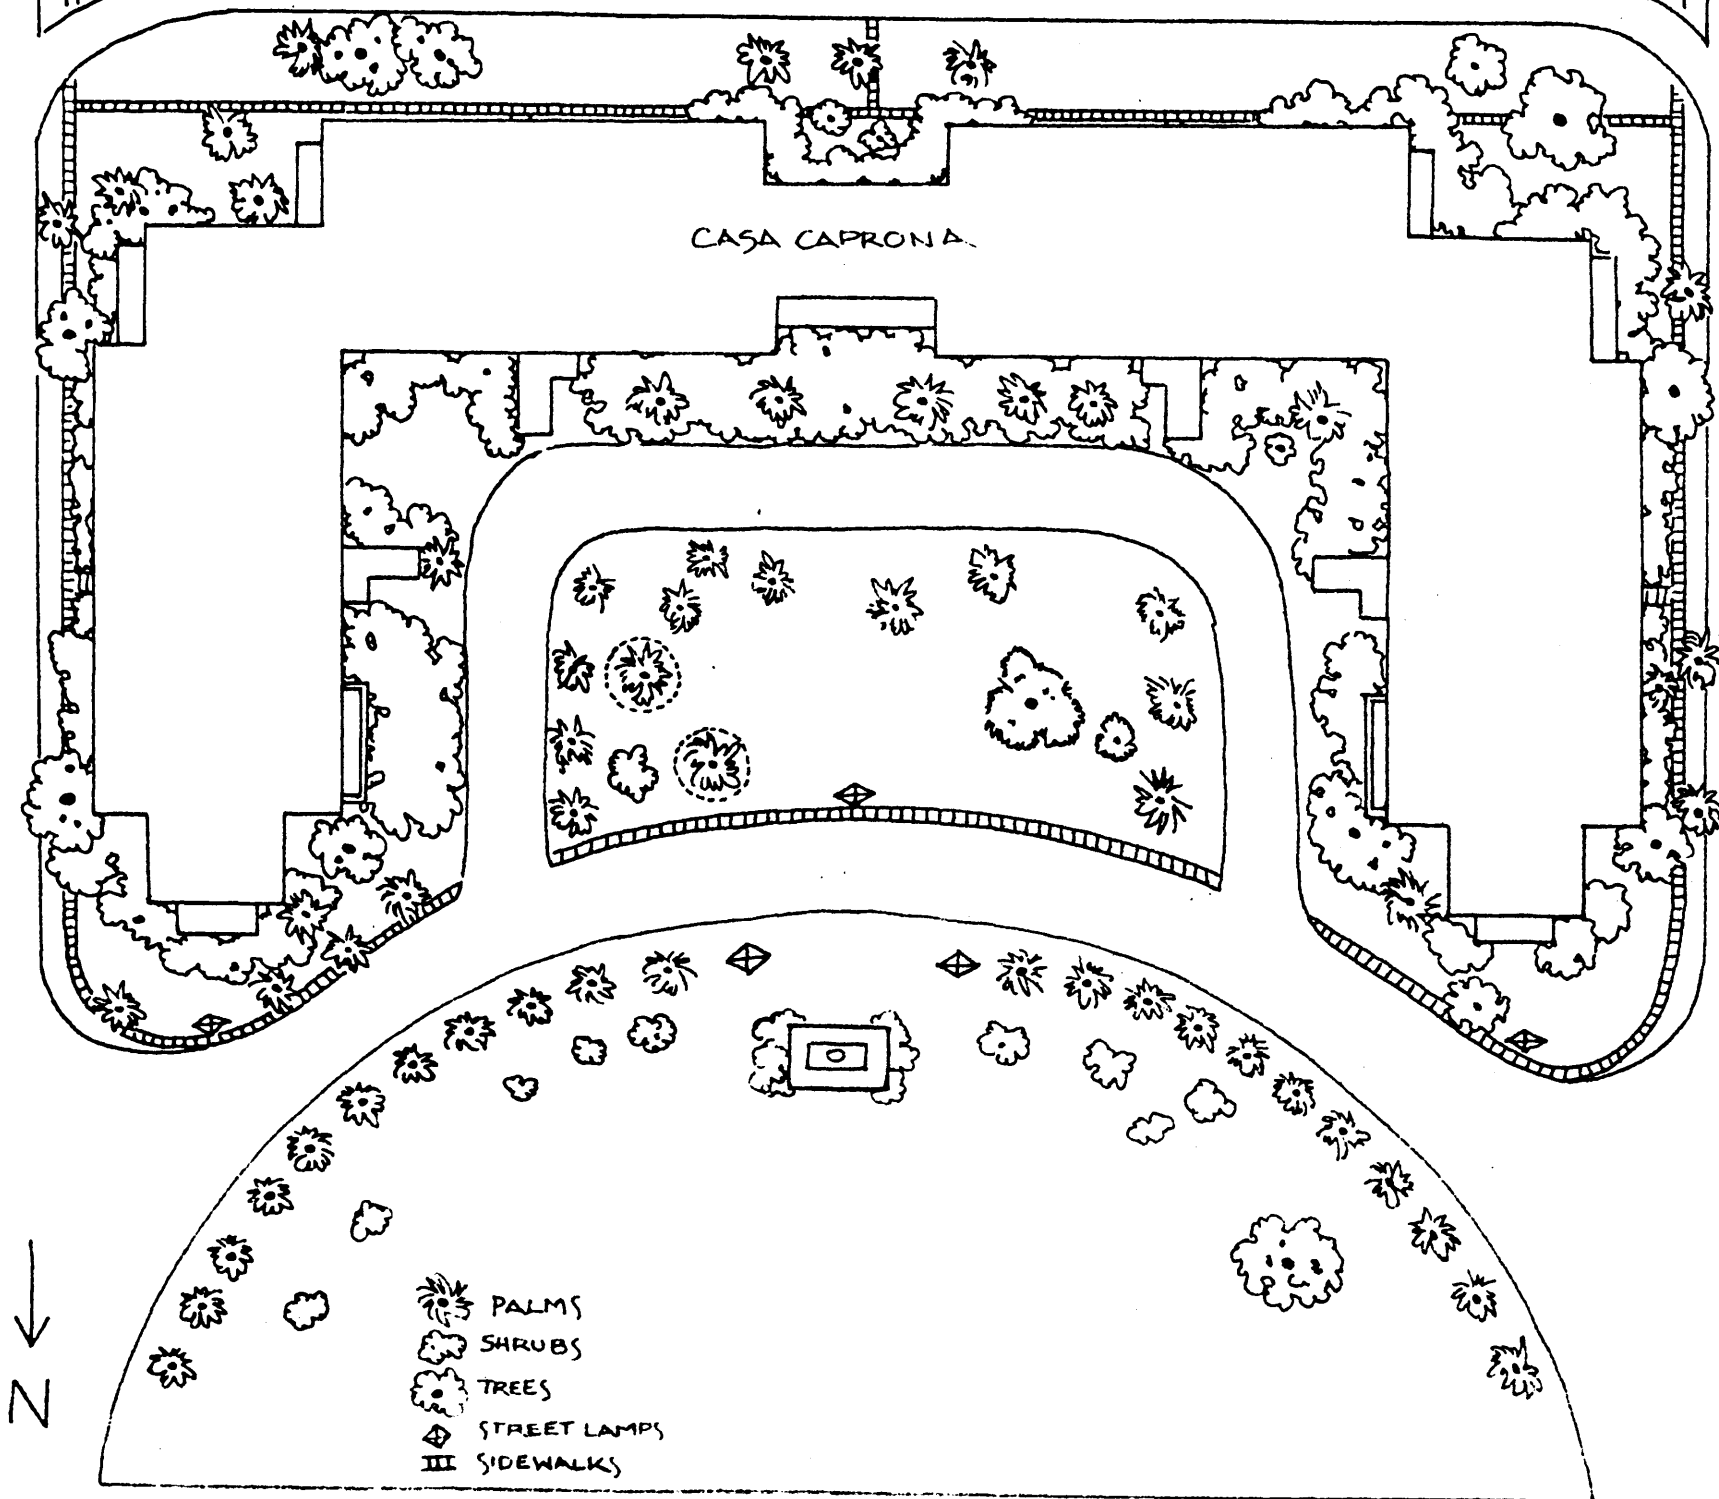 CASA CAPRONA
N
PALMS
SHRUBS
TREES
STREET LAMPS
SIDEWALKS